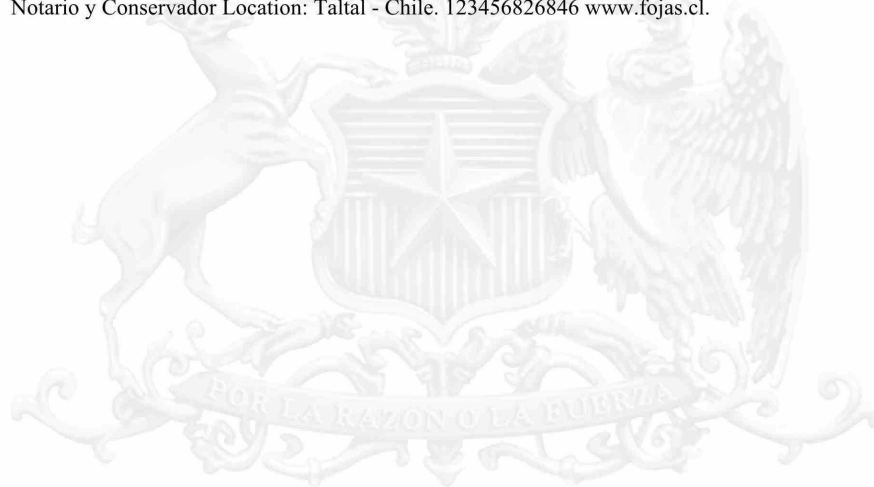 Notario y Conservador Location: Taltal - Chile. 123456826846 www.fojas.cl.
POR LA RAZON O LA FUERZA